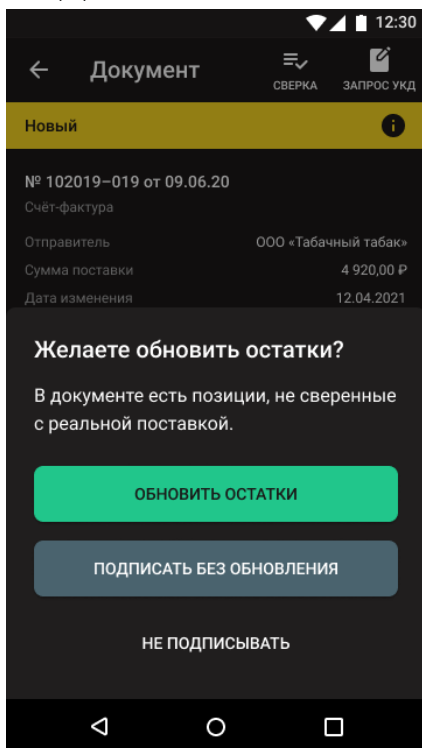 12:30
Документ
СВЕРКА
ЗАПРОС УКД
Новый
№ 102019–019 от 09.06.20
Счёт-фактура
Отправитель ООО «Табачный табак»
Сумма поставки 4 920,00 ₽
Дата изменения 12.04.2021
Желаете обновить остатки?
В документе есть позиции, не сверенные
с реальной поставкой.
ОБНОВИТЬ ОСТАТКИ
ПОДПИСАТЬ БЕЗ ОБНОВЛЕНИЯ
НЕ ПОДПИСЫВАТЬ